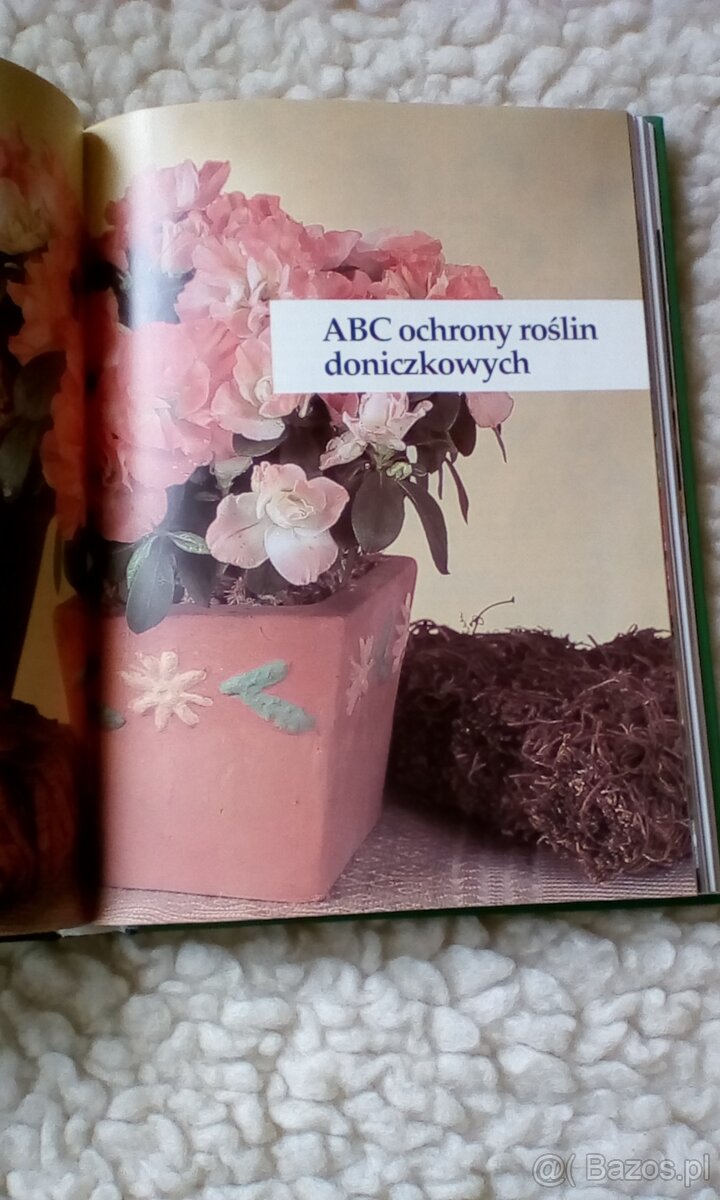 ABC ochrony roślin
doniczkowych
@( Bazos.pl